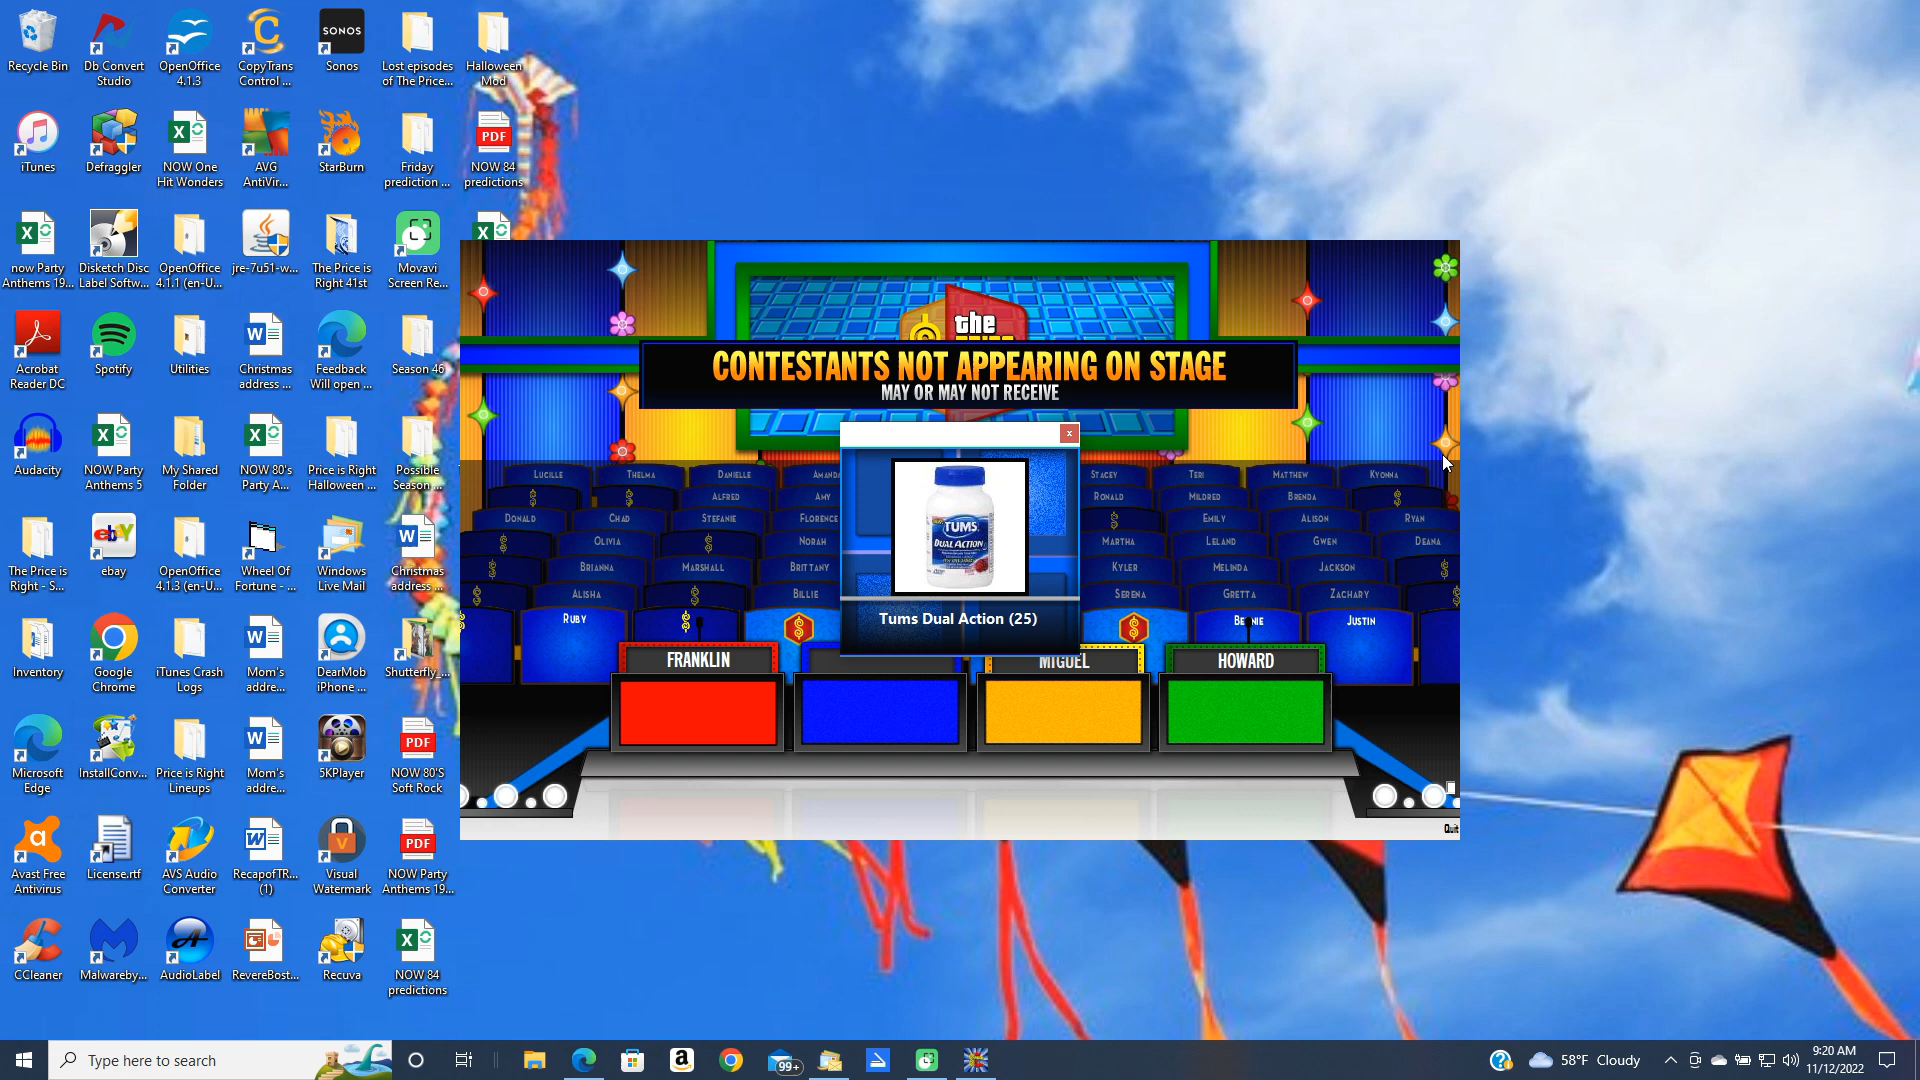 Recycle Bin
Db Convert
Studio
OpenOffice
4.1.3
CopyTrans
Control ...
SONOS
Sonos
Lost episodes
of The Price...
Halloween
Mod
iTunes
Defraggler
NOW One
Hit Wonders
AVG
AntiVir...
StarBurn
Friday
prediction ...
PDF
NOW 84
predictions
now Party
Anthems 19...
Disketch Disc
Label Softw...
OpenOffice
4.1.1 (en-U...
jre-7u51-w...
The Price is
Right 41st
Movavi
Screen Re...
Acrobat
Reader DC
Spotify
Utilities
Christmas
address ...
Feedback
Will open ...
Season 46
Audacity
NOW Party
Anthems 5
My Shared
Folder
NOW 80's
Party A...
Price is Right
Halloween ...
Possible
Season ...
The Price is
Right - S...
ebay
ebay
OpenOffice
4.1.3 (en-U...
Wheel Of
Fortune - ...
Windows
Live Mail
Christmas
address ...
Inventory
Google
Chrome
iTunes Crash
Logs
Mom's
addre...
DearMob
iPhone ...
Shutterfly_...
Microsoft
Edge
InstallConv...
Price is Right
Lineups
Mom's
addre...
5KPlayer
PDF
NOW 80'S
Soft Rock
Avast Free
Antivirus
License.rtf
AVS Audio
Converter
RecapofTR...
(1)
Visual
Watermark
PDF
NOW Party
Anthems 19...
CCleaner
Malwareby...
AudioLabel
RevereBost...
Recuva
NOW 84
predictions
the
CONTESTANTS NOT APPEARING ON STAGE
MAY OR MAY NOT RECEIVE
x
LUCILLE THELMA DANIELLE AMANDA STACEY TERI MATTHEW KYONNA
ALFRED AMY RONALD MILDRED BRENDA
DONALD CHAD STEFANIE FLORENCE EMILY ALISON RYAN
OLIVIA NORAH MARTHA LELAND GWEN DEANA
BRIANNA MARSHALL BRITTANY KYLER MELINDA JACKSON
ALISHA BILLIE SERENA GRETTA ZACHARY
RUBY JUSTIN
TUMS
DUAL ACTION
Tums Dual Action (25)
FRANKLIN
MIGUEL
HOWARD
Quit
Type here to search
99+
58°F Cloudy
9:20 AM
11/12/2022